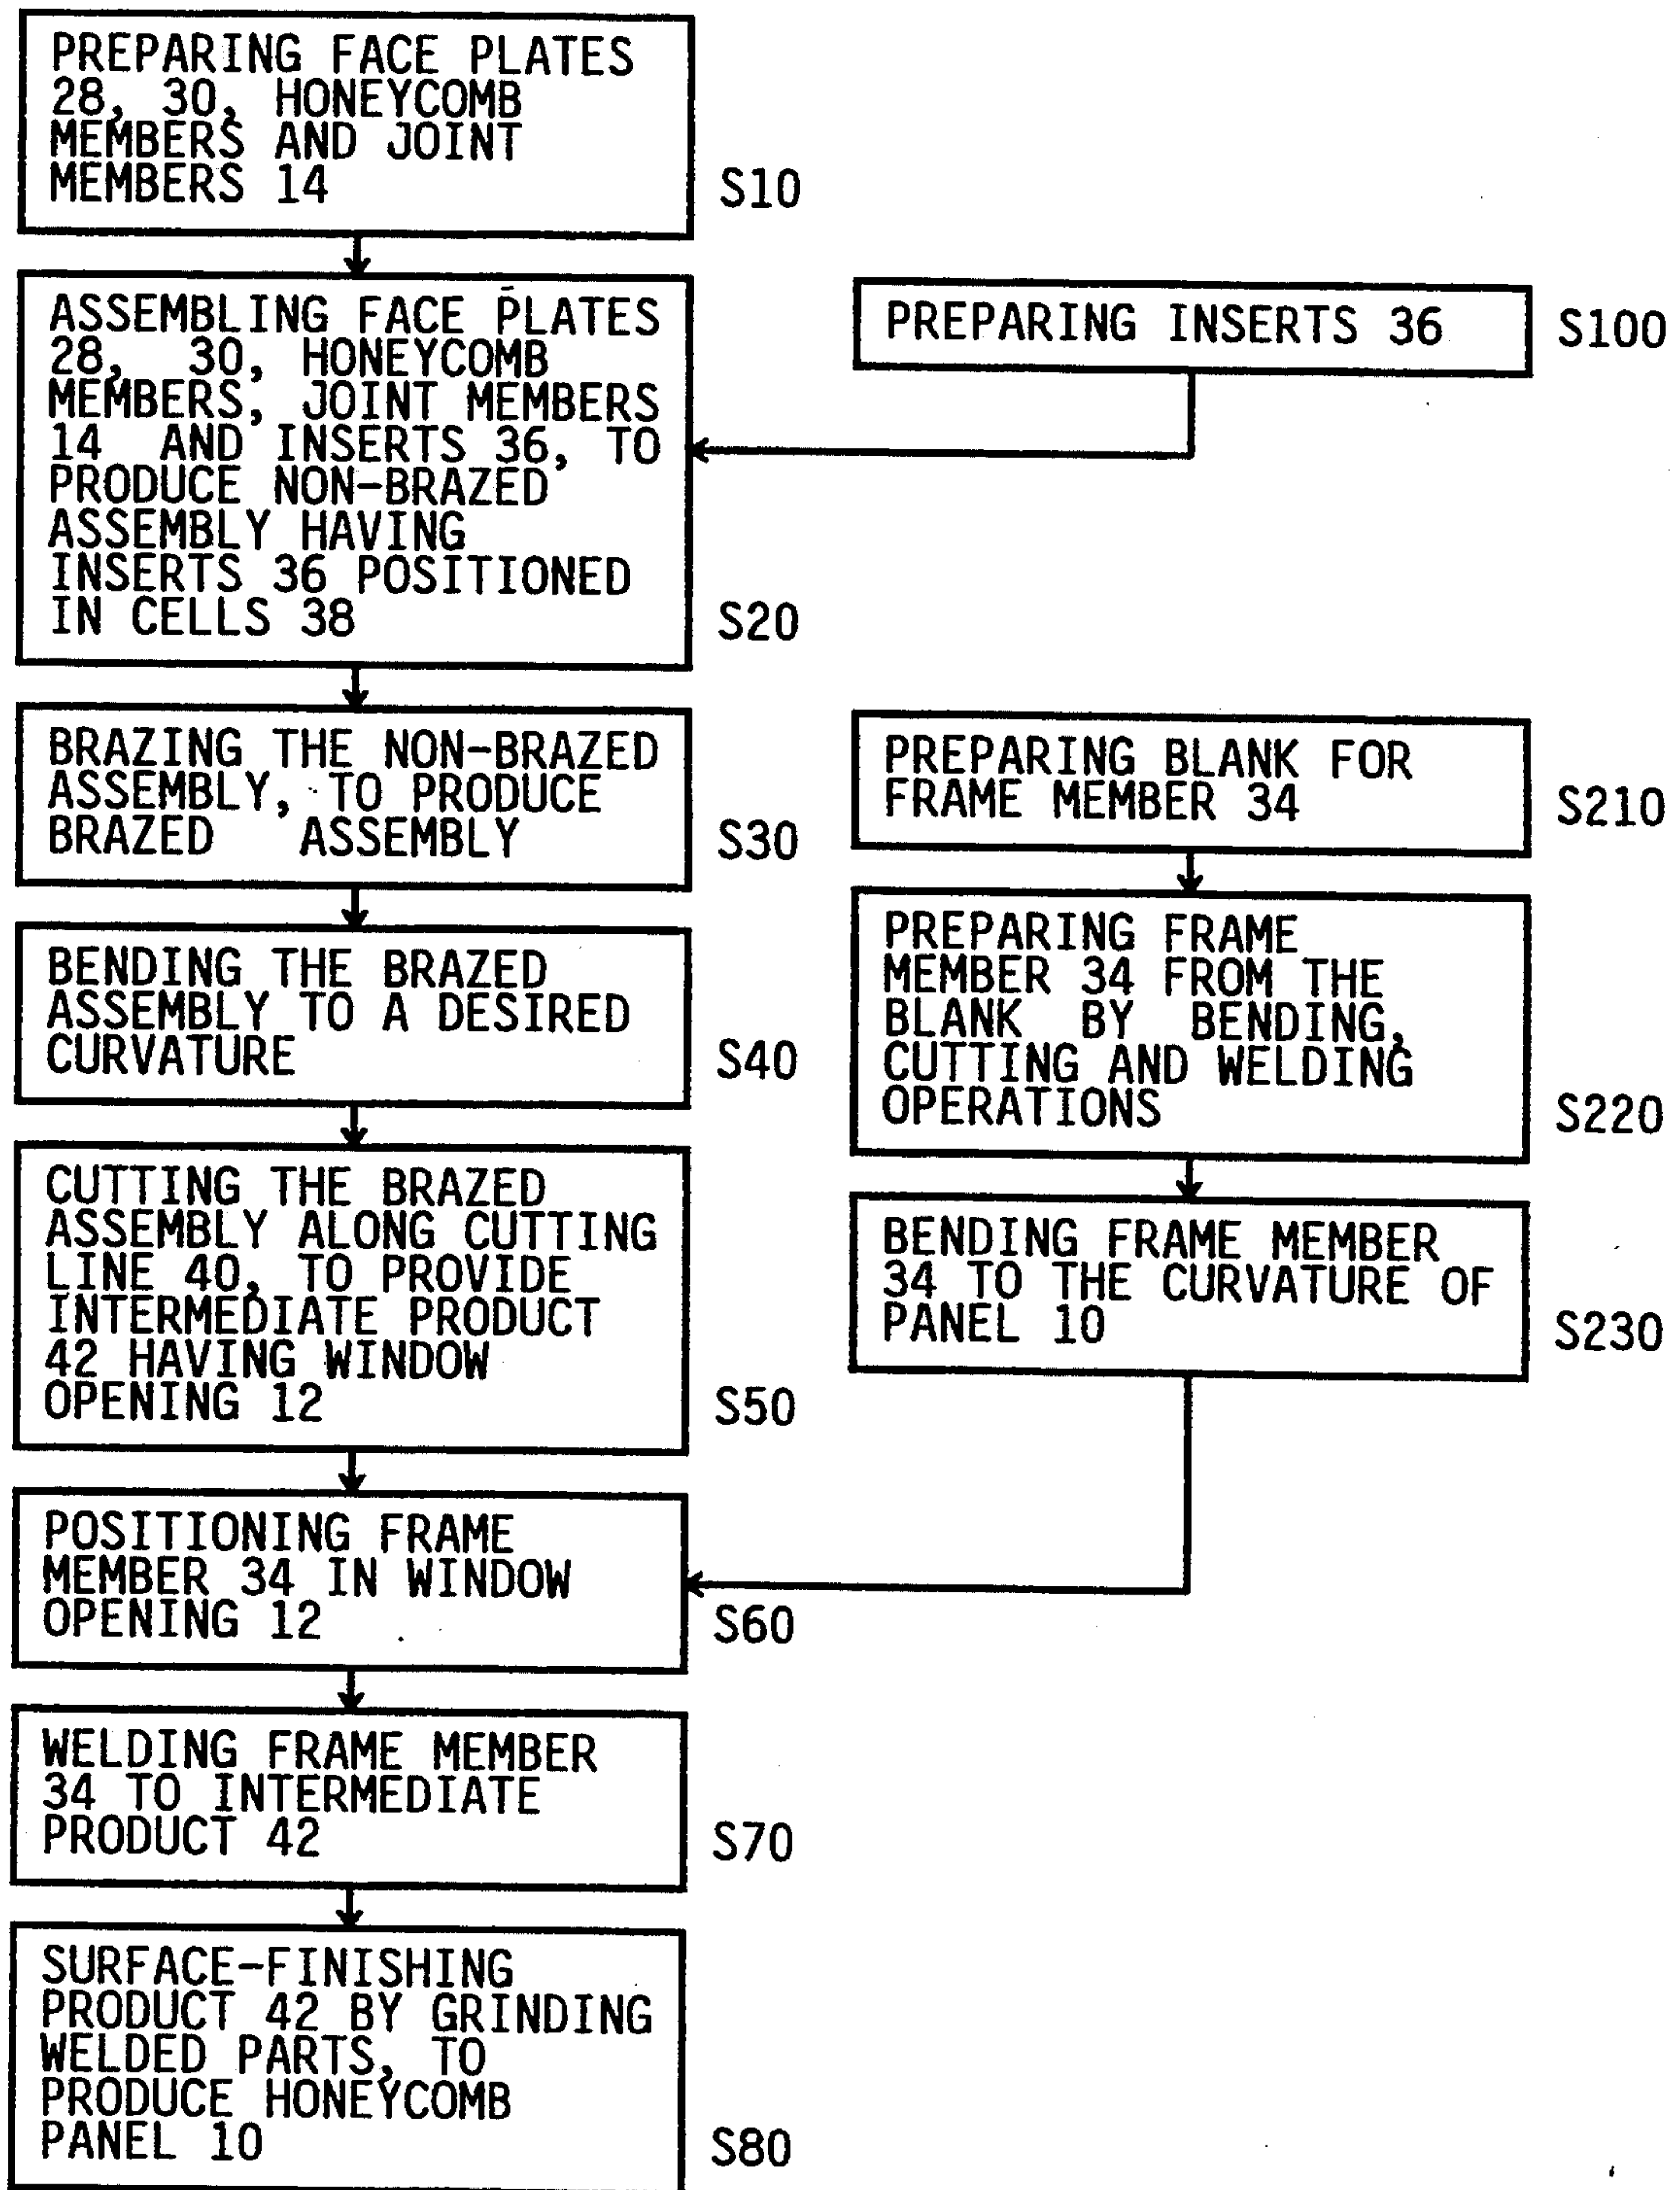 PREPARING FACE PLATES
28, 30, HONEYCOMB
MEMBERS AND JOINT
MEMBERS 14
S10
ASSEMBLING FACE PLATES
28, 30, HONEYCOMB
MEMBERS, JOINT MEMBERS
14 AND INSERTS 36, TO
PRODUCE NON-BRAZED
ASSEMBLY HAVING
INSERTS 36 POSITIONED
IN CELLS 38
S20
PREPARING INSERTS 36
S100
BRAZING THE NON-BRAZED
ASSEMBLY, TO PRODUCE
BRAZED ASSEMBLY
S30
BENDING THE BRAZED
ASSEMBLY TO A DESIRED
CURVATURE
S40
CUTTING THE BRAZED
ASSEMBLY ALONG CUTTING
LINE 40, TO PROVIDE
INTERMEDIATE PRODUCT
42 HAVING WINDOW
OPENING 12
S50
PREPARING BLANK FOR
FRAME MEMBER 34
S210
PREPARING FRAME
MEMBER 34 FROM THE
BLANK BY BENDING,
CUTTING AND WELDING
OPERATIONS
S220
BENDING FRAME MEMBER
34 TO THE CURVATURE OF
PANEL 10
S230
POSITIONING FRAME
MEMBER 34 IN WINDOW
OPENING 12
S60
WELDING FRAME MEMBER
34 TO INTERMEDIATE
PRODUCT 42
S70
SURFACE-FINISHING
PRODUCT 42 BY GRINDING
WELDED PARTS, TO
PRODUCE HONEYCOMB
PANEL 10
S80